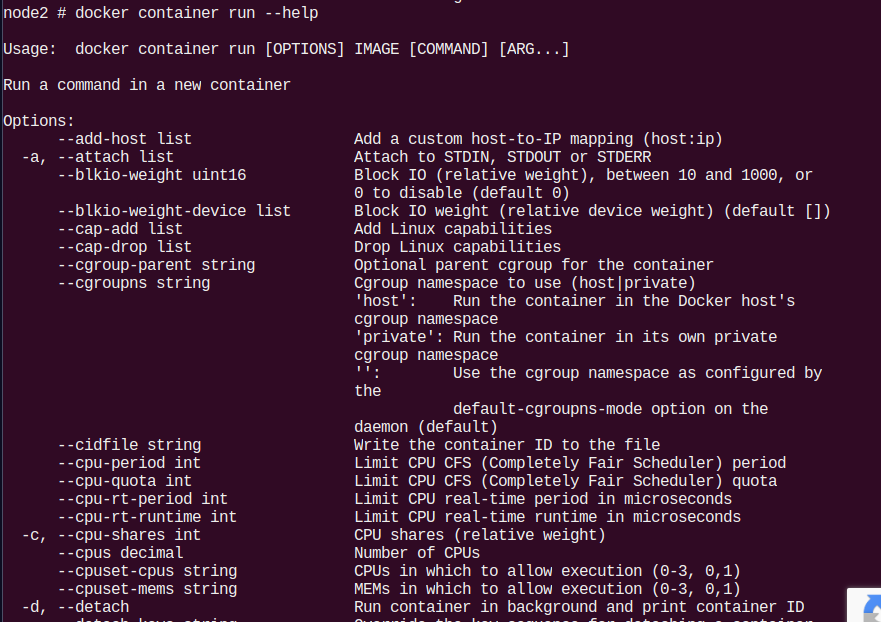 node2 # docker container run --help
Usage:  docker container run [OPTIONS] IMAGE [COMMAND] [ARG...]
Run a command in a new container
Options:
      --add-host list                  Add a custom host-to-IP mapping (host:ip)
  -a, --attach list                    Attach to STDIN, STDOUT or STDERR
      --blkio-weight uint16            Block IO (relative weight), between 10 and 1000, or
                                       0 to disable (default 0)
      --blkio-weight-device list       Block IO weight (relative device weight) (default [])
      --cap-add list                   Add Linux capabilities
      --cap-drop list                  Drop Linux capabilities
      --cgroup-parent string           Optional parent cgroup for the container
      --cgroupns string                Cgroup namespace to use (host|private)
                                       'host':    Run the container in the Docker host's
                                       cgroup namespace
                                       'private': Run the container in its own private
                                       cgroup namespace
                                       '':        Use the cgroup namespace as configured by
                                       the
                                                  default-cgroupns-mode option on the
                                       daemon (default)
      --cidfile string                 Write the container ID to the file
      --cpu-period int                 Limit CPU CFS (Completely Fair Scheduler) period
      --cpu-quota int                  Limit CPU CFS (Completely Fair Scheduler) quota
      --cpu-rt-period int              Limit CPU real-time period in microseconds
      --cpu-rt-runtime int             Limit CPU real-time runtime in microseconds
  -c, --cpu-shares int                 CPU shares (relative weight)
      --cpus decimal                   Number of CPUs
      --cpuset-cpus string             CPUs in which to allow execution (0-3, 0,1)
      --cpuset-mems string             MEMs in which to allow execution (0-3, 0,1)
  -d, --detach                         Run container in background and print container ID
      --detach-keys string             Override the key sequence for detaching a container